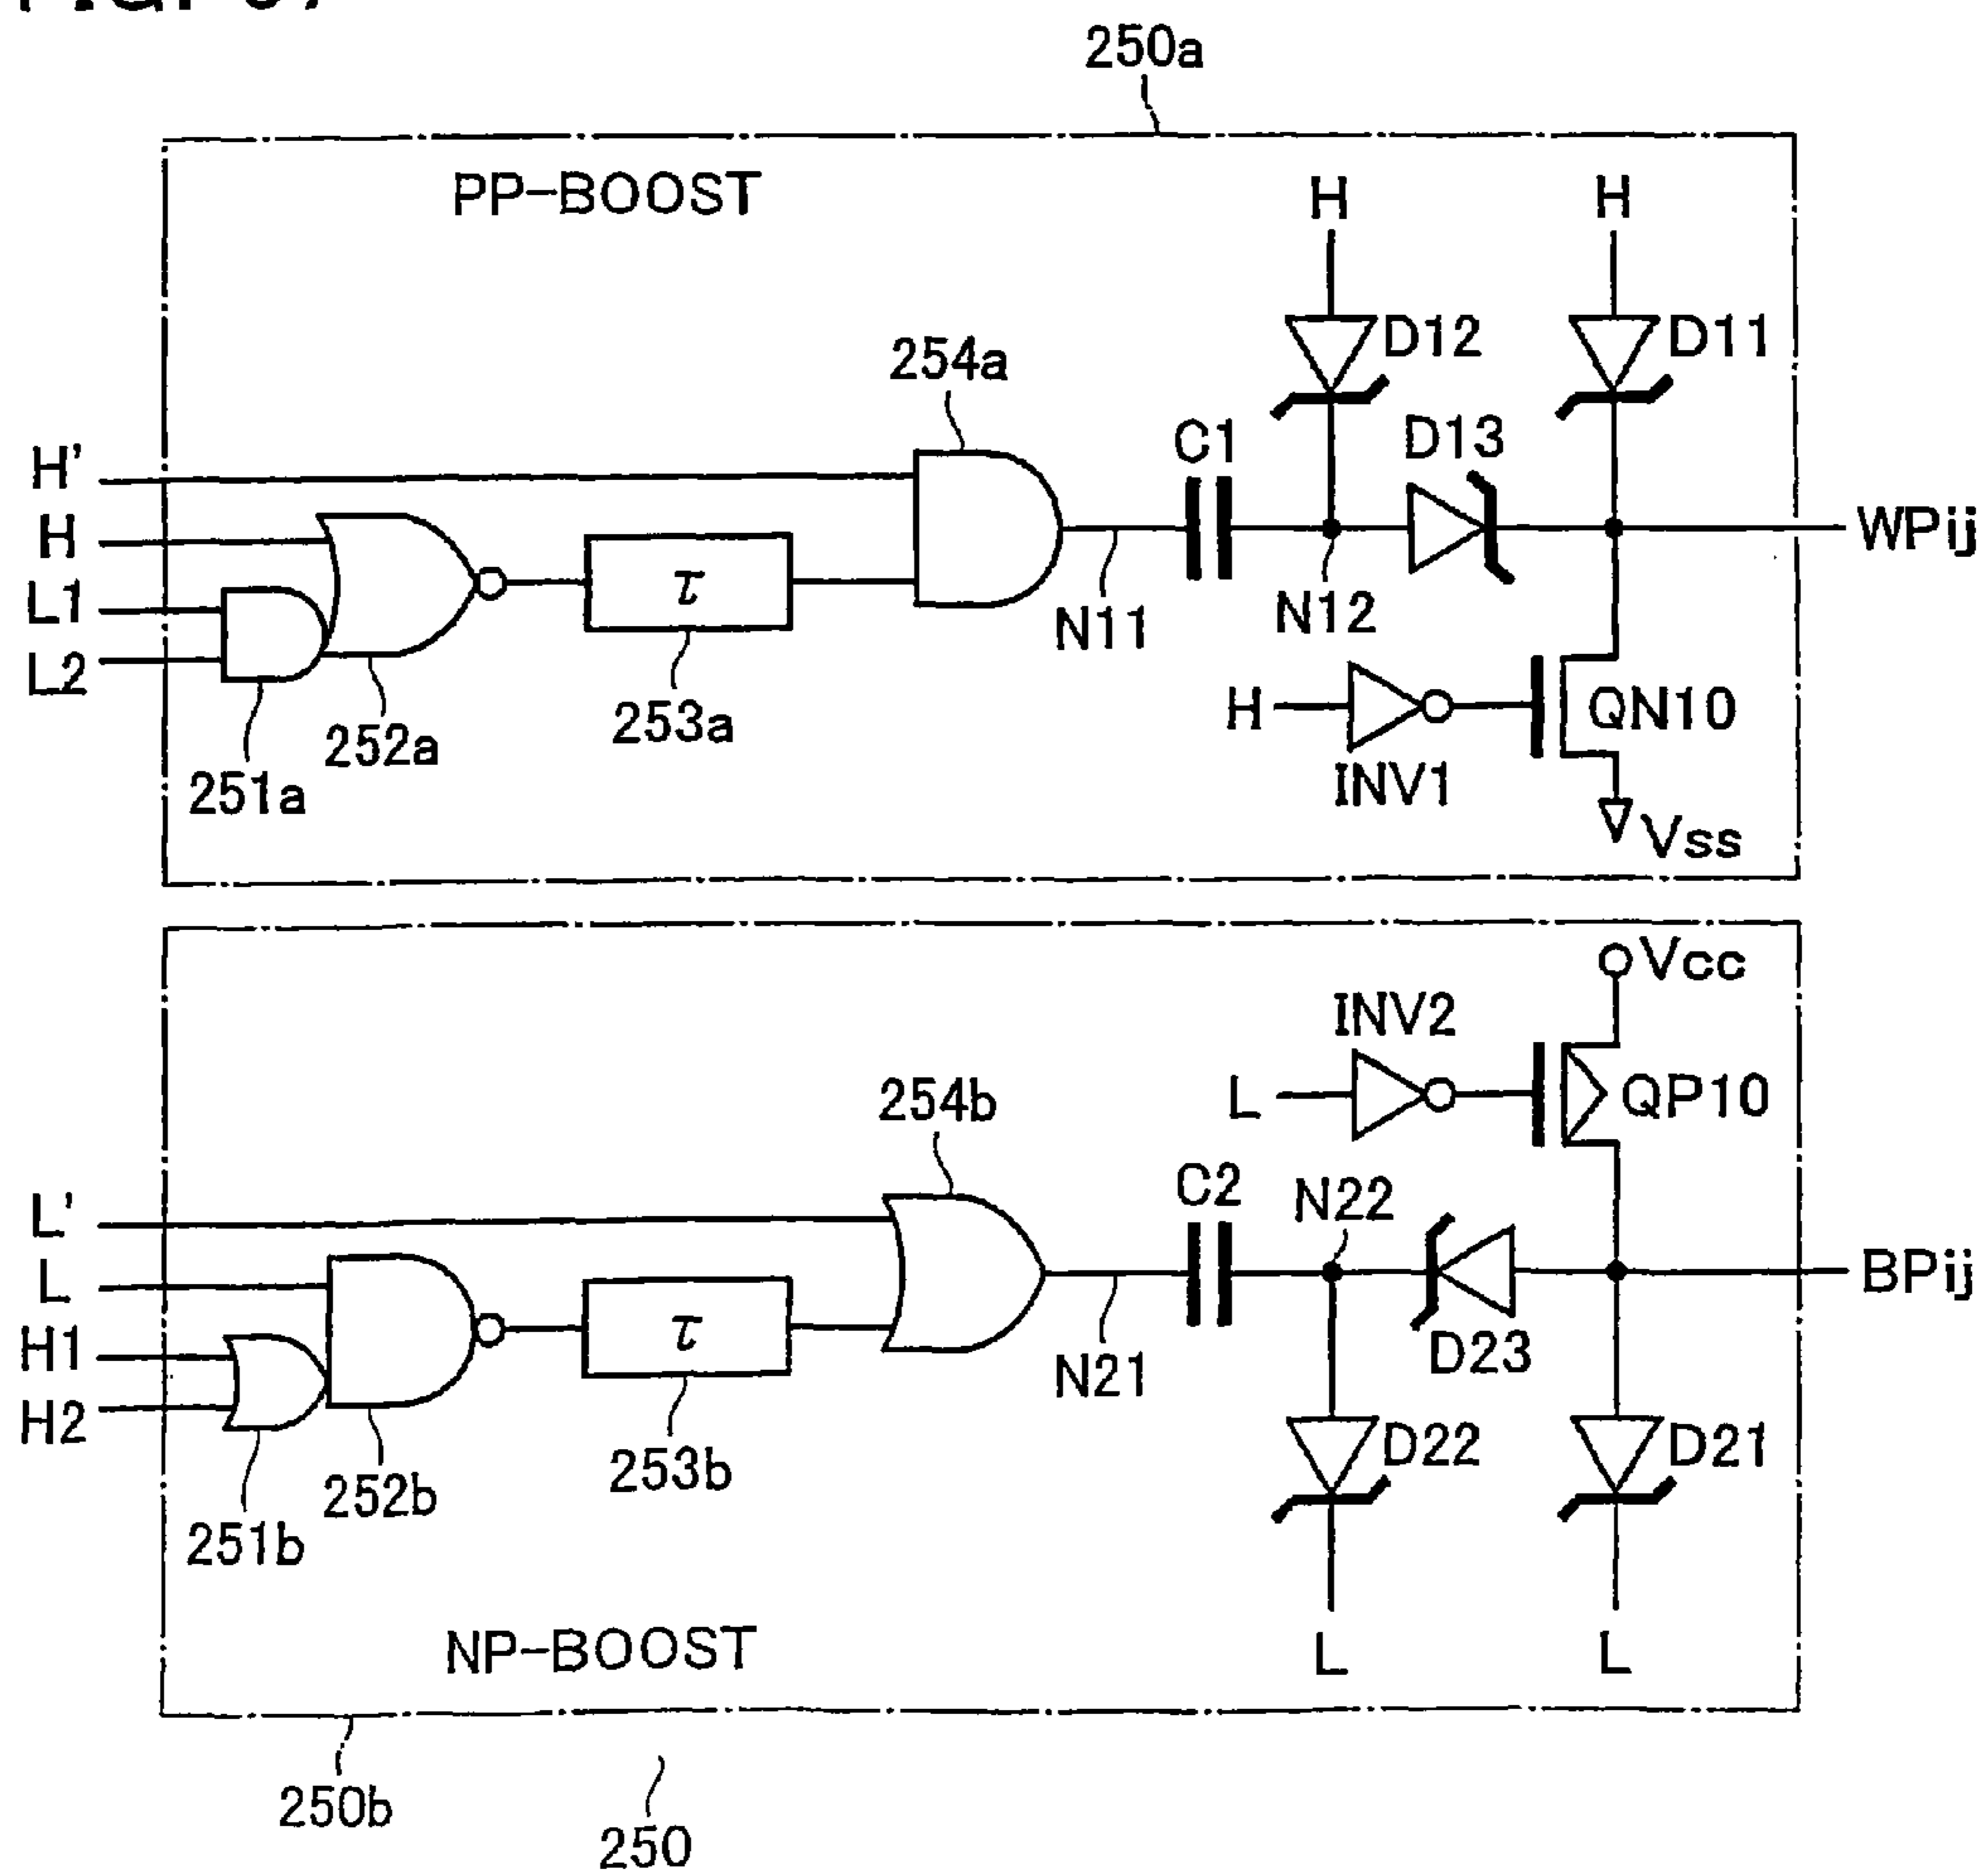 250a
PP-BOOST
H
H
D12
D11
254a
C1
D13
H'
H
L1
L2
τ
N11
N12
WPij
H
QN10
INV1
253a
252a
251a
Vss
Vcc
INV2
L
QP10
254b
C2
N22
L'
L
H1
H2
τ
N21
D23
BPij
D22
D21
253b
252b
251b
L
L
NP-BOOST
250b
250